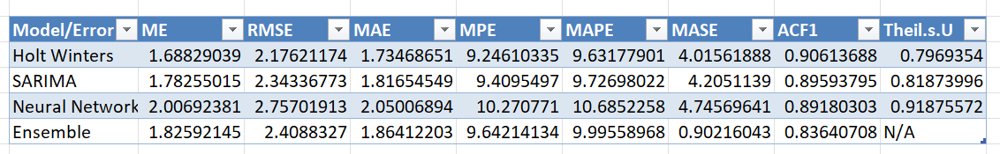 Model/Error ME RMSE MAE MPE MAPE MASE ACF1 Theil.s.U
Holt Winters 1.68829039 2.17621174 1.73468651 9.24610335 9.63177901 4.01561888 0.90613688 0.7969354
SARIMA 1.78255015 2.34336773 1.81654549 9.4095497 9.72698022 4.2051139 0.89593795 0.81873996
Neural Network 2.00692381 2.75701913 2.05006894 10.270771 10.6852258 4.74569641 0.89180303 0.91875572
Ensemble 1.82592145 2.4088327 1.86412203 9.64214134 9.99558968 0.90216043 0.83640708 N/A